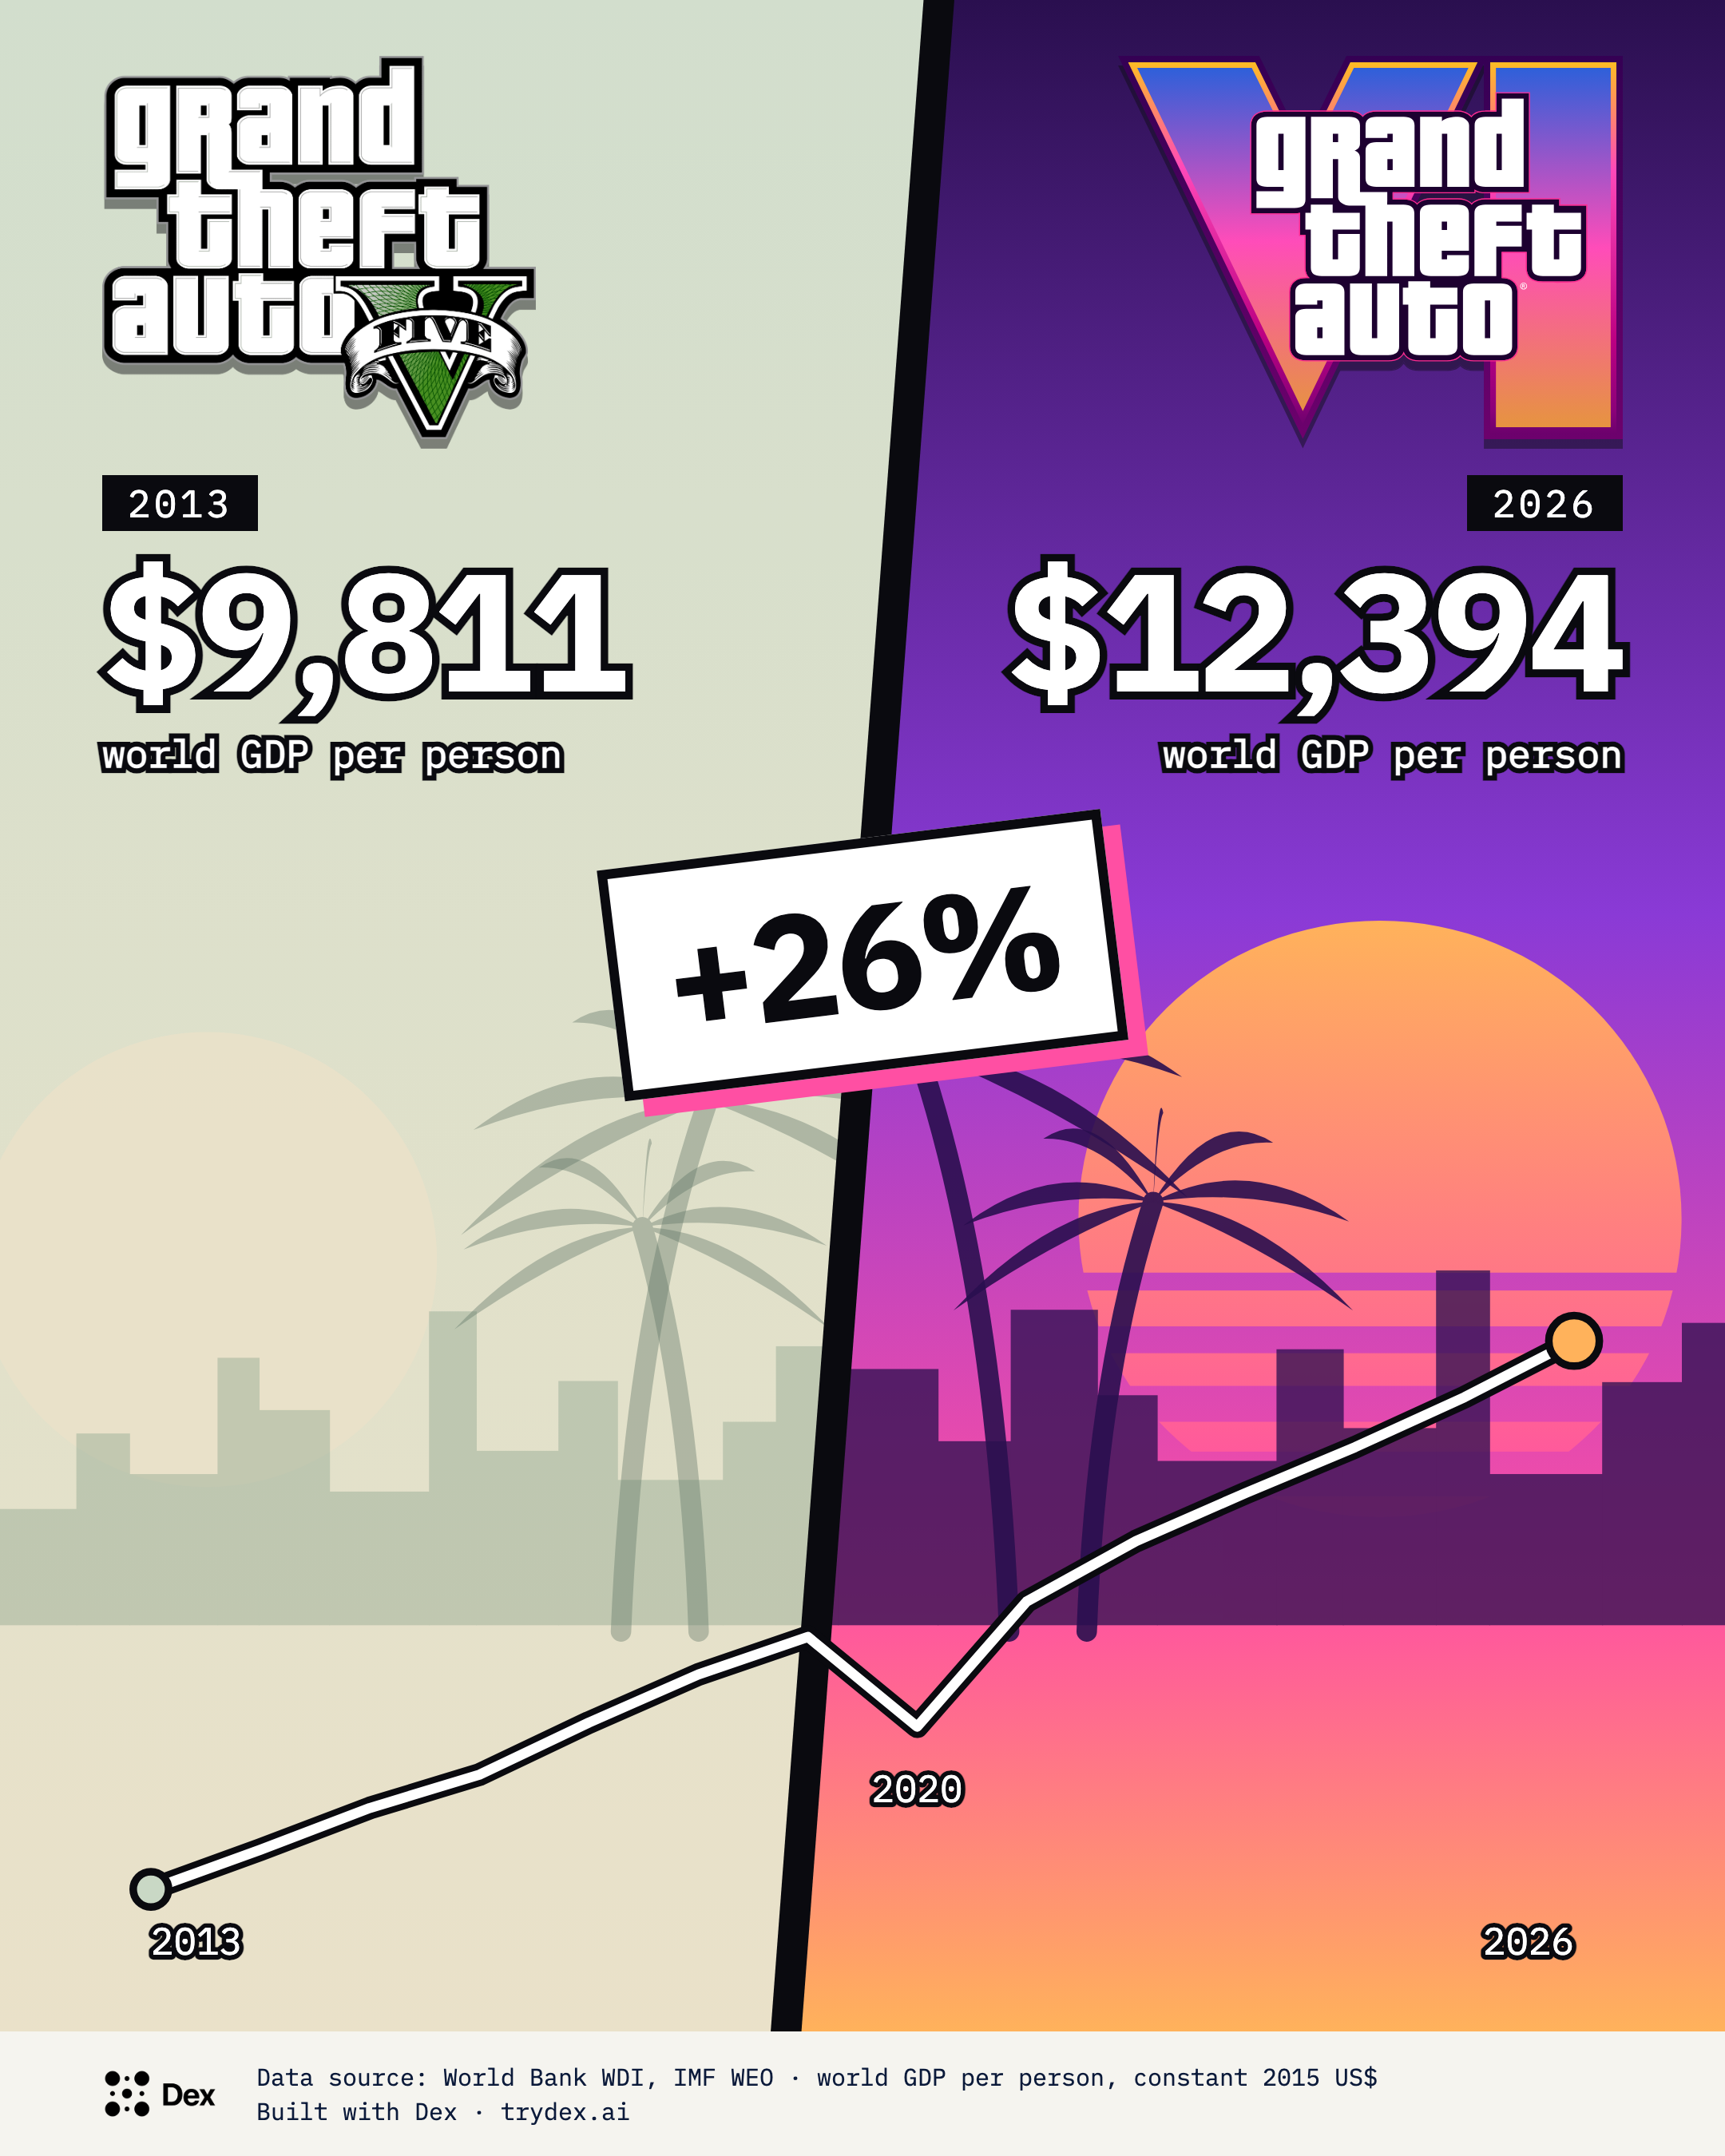 grand
theft
auto
FIVE
VI
grand
theft
auto®
2013
$9,811
world GDP per person
2026
$12,394
world GDP per person
+26%
2020
2013
2026
Dex
Data source: World Bank WDI, IMF WEO · world GDP per person, constant 2015 US$
Built with Dex · trydex.ai